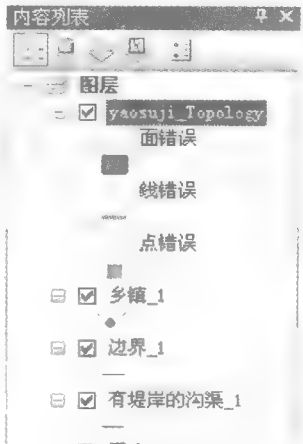 内容列表
图层
yaosuji_Topology
面错误
线错误
点错误
乡镇_1
边界_1
有堤岸的沟渠_1